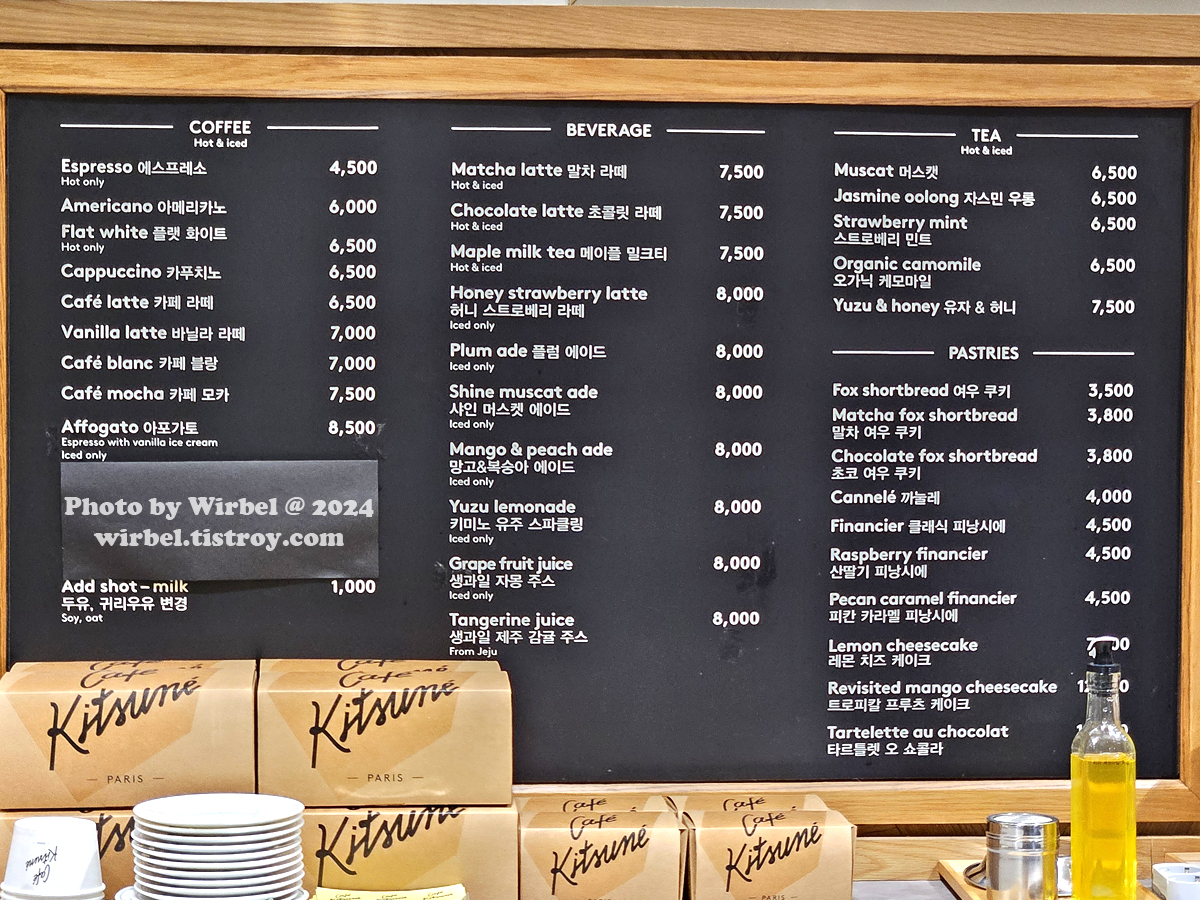 COFFEE
Hot & iced
Espresso 에스프레소 4,500
Hot only
Americano 아메리카노 6,000
Flat white 플랫 화이트
Hot only 6,500
Cappuccino 카푸치노 6,500
Café latte 카페 라떼 6,500
Vanilla latte 바닐라 라떼 7,000
Café blanc 카페 블랑 7,000
Café mocha 카페 모카 7,500
Affogato 아포가토 8,500
Espresso with vanilla ice cream
Iced only
Photo by Wirbel @ 2024
wirbel.tistroy.com
Add shot – milk 1,000
두유, 귀리우유 변경
Soy, oat
BEVERAGE
Matcha latte 말차 라떼 7,500
Hot & iced
Chocolate latte 초콜릿 라떼 7,500
Hot & iced
Maple milk tea 메이플 밀크티 7,500
Hot & iced
Honey strawberry latte 8,000
허니 스트로베리 라떼
Iced only
Plum ade 플럼 에이드 8,000
Iced only
Shine muscat ade 8,000
샤인 머스켓 에이드
Iced only
Mango & peach ade 8,000
망고&복숭아 에이드
Iced only
Yuzu lemonade 8,000
키미노 유주 스파클링
Iced only
Grape fruit juice 8,000
생과일 자몽 주스
Iced only
Tangerine juice 8,000
생과일 제주 감귤 주스
From Jeju
TEA
Hot & iced
Muscat 머스캣 6,500
Jasmine oolong 자스민 우롱 6,500
Strawberry mint 6,500
스트로베리 민트
Organic camomile 6,500
오가닉 케모마일
Yuzu & honey 유자 & 허니 7,500
PASTRIES
Fox shortbread 여우 쿠키 3,500
Matcha fox shortbread 3,800
말차 여우 쿠키
Chocolate fox shortbread 3,800
초코 여우 쿠키
Cannelé 까눌레 4,000
Financier 클래식 피낭시에 4,500
Raspberry financier 4,500
산딸기 피낭시에
Pecan caramel financier 4,500
피칸 카라멜 피낭시에
Lemon cheesecake
레몬 치즈 케이크
Revisited mango cheesecake
트로피칼 프루츠 케이크
Tartelette au chocolat
타르틀렛 오 쇼콜라
Café
Café
Kitsuné
PARIS
Café
Café
Kitsuné
PARIS
Kitsuné
Café
Café
Kitsuné
PARIS
Café
Café
Kitsuné
PARIS
Café
Kitsuné